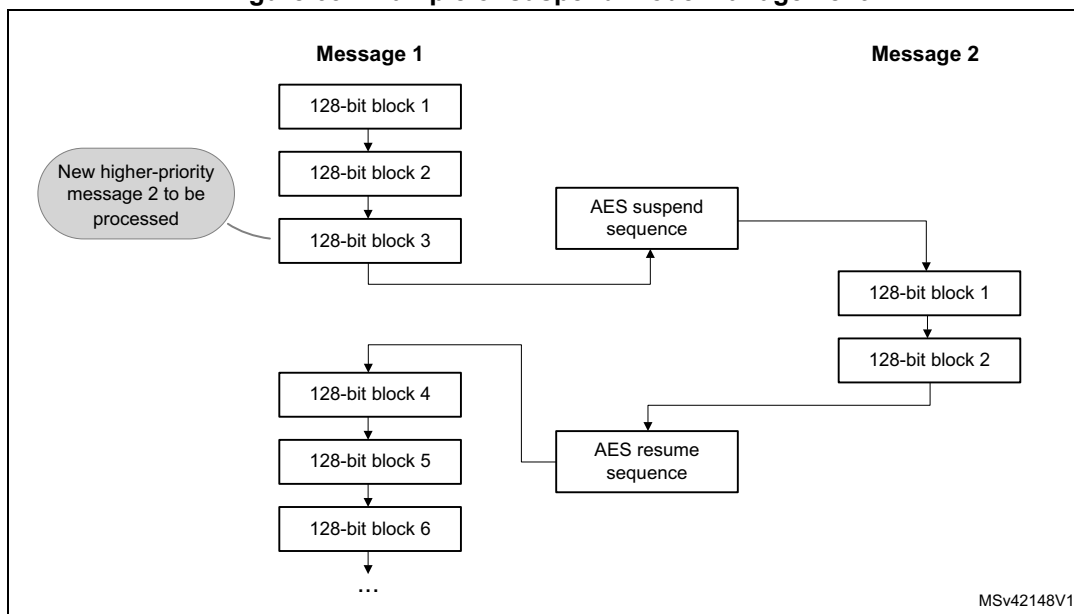 Message 1
Message 2
128-bit block 1
128-bit block 2
128-bit block 3
New higher-priority
message 2 to be
processed
AES suspend
sequence
128-bit block 1
128-bit block 2
AES resume
sequence
128-bit block 4
128-bit block 5
128-bit block 6
...
MSv42148V1